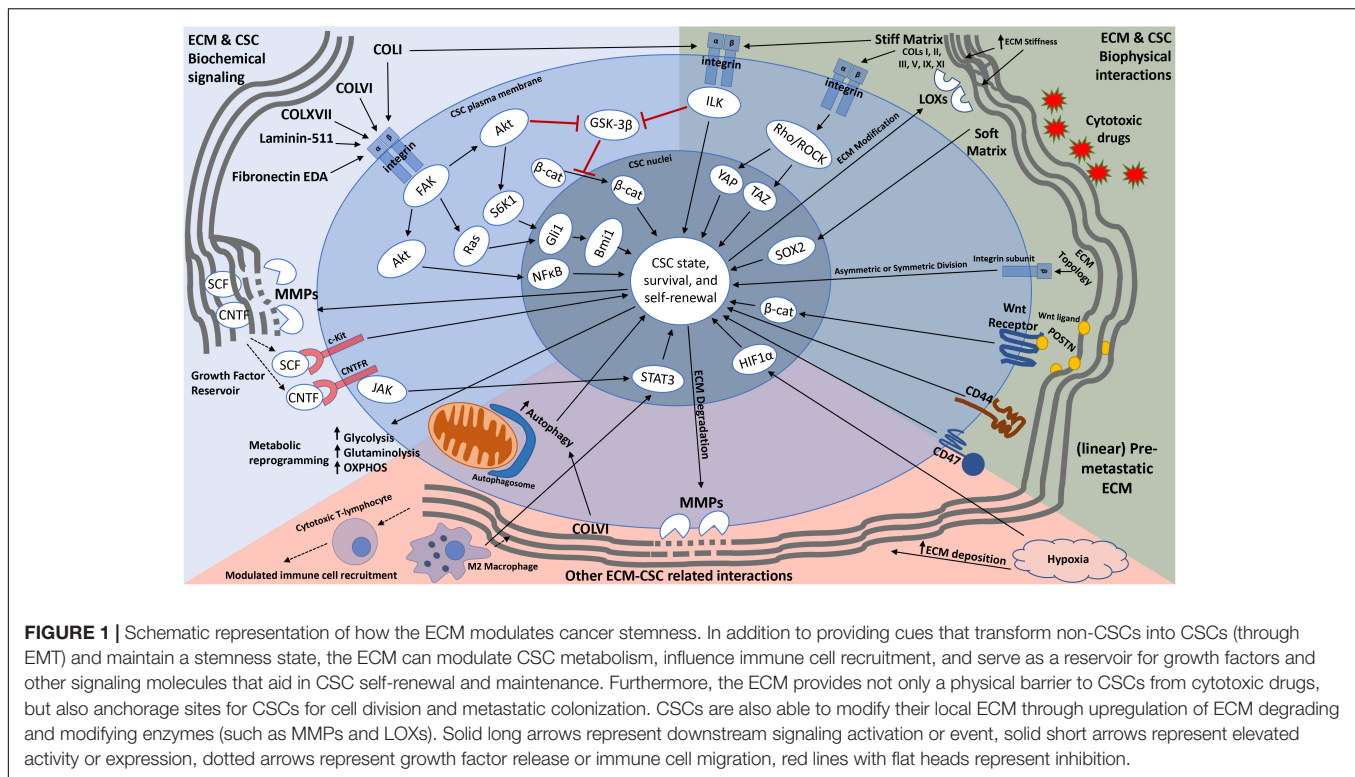 ECM & CSC
Biochemical
signaling
COLI
COLVI
COLXVII
Laminin-511
Fibronectin EDA
α β
integrin
CSC plasma membrane
FAK
Akt
Akt
S6K1
Ras
GSK-3β
β-cat
β-cat
Gli1
Bmi1
NFκB
CSC nuclei
α β
integrin
ILK
Stiff Matrix
COLs I, II,
III, V, IX, XI
α β
integrin
Rho/ROCK
YAP
TAZ
ECM Modification
LOXs
ECM Stiffness
ECM & CSC
Biophysical
interactions
Cytotoxic
drugs
Soft
Matrix
SOX2
CSC state,
survival, and
self-renewal
Asymmetric or Symmetric Division
Integrin subunit
β
ECM
Topology
β-cat
Wnt
Receptor
Wnt ligand
POSTN
HIF1α
STAT3
CD44
CD47
(linear) Pre-
metastatic
ECM
SCF
CNTF
MMPs
Growth Factor
Reservoir
SCF
c-Kit
CNTF
CNTFR
JAK
Metabolic
reprogramming
Glycolysis
Glutaminolysis
OXPHOS
Autophagy
Autophagosome
ECM Degradation
MMPs
COLVI
Cytotoxic T-lymphocyte
M2 Macrophage
Modulated immune cell recruitment
Other ECM-CSC related interactions
ECM deposition
Hypoxia
FIGURE 1 | Schematic representation of how the ECM modulates cancer stemness. In addition to providing cues that transform non-CSCs into CSCs (through
EMT) and maintain a stemness state, the ECM can modulate CSC metabolism, influence immune cell recruitment, and serve as a reservoir for growth factors and
other signaling molecules that aid in CSC self-renewal and maintenance. Furthermore, the ECM provides not only a physical barrier to CSCs from cytotoxic drugs,
but also anchorage sites for CSCs for cell division and metastatic colonization. CSCs are also able to modify their local ECM through upregulation of ECM degrading
and modifying enzymes (such as MMPs and LOXs). Solid long arrows represent downstream signaling activation or event, solid short arrows represent elevated
activity or expression, dotted arrows represent growth factor release or immune cell migration, red lines with flat heads represent inhibition.